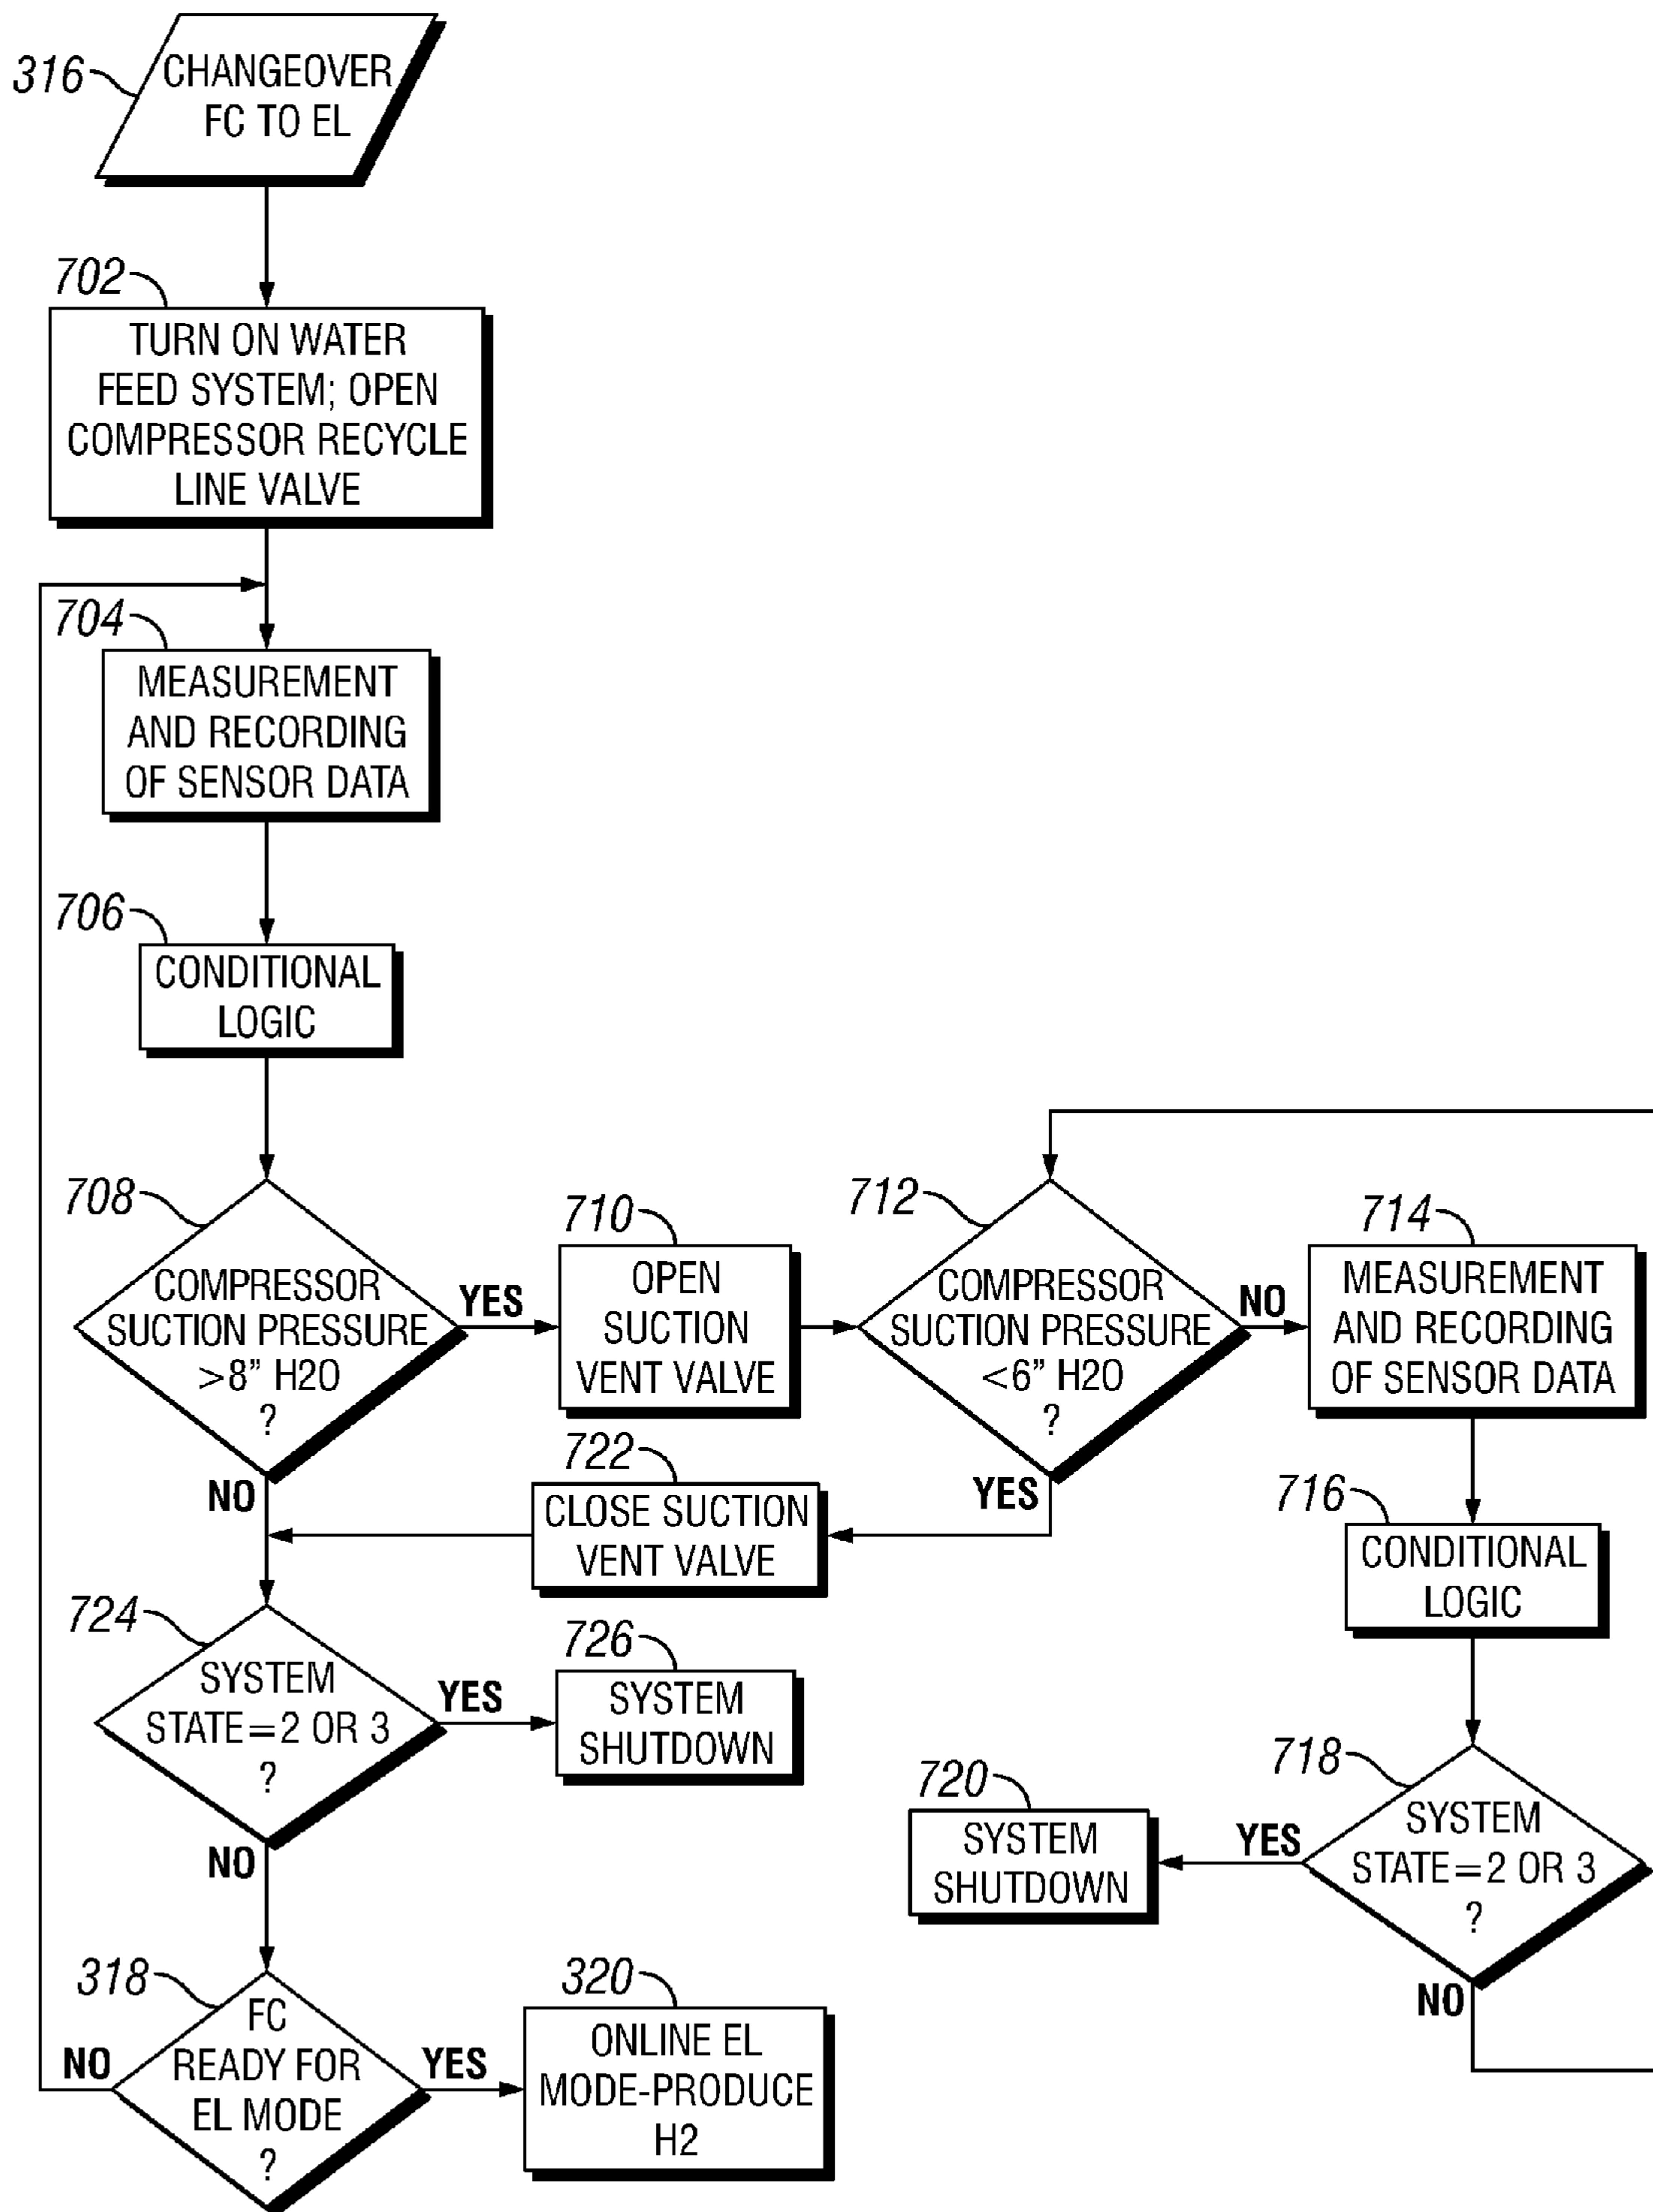 316
CHANGEOVER
FC TO EL
702
TURN ON WATER
FEED SYSTEM; OPEN
COMPRESSOR RECYCLE
LINE VALVE
704
MEASUREMENT
AND RECORDING
OF SENSOR DATA
706
CONDITIONAL
LOGIC
708
COMPRESSOR
SUCTION PRESSURE
>8” H2O
?
YES
NO
710
OPEN
SUCTION
VENT VALVE
712
COMPRESSOR
SUCTION PRESSURE
<6” H2O
?
NO
YES
714
MEASUREMENT
AND RECORDING
OF SENSOR DATA
716
CONDITIONAL
LOGIC
718
SYSTEM
STATE=2 OR 3
?
YES
NO
720
SYSTEM
SHUTDOWN
722
CLOSE SUCTION
VENT VALVE
724
SYSTEM
STATE=2 OR 3
?
YES
NO
726
SYSTEM
SHUTDOWN
318
FC
READY FOR
EL MODE
?
NO
YES
320
ONLINE EL
MODE-PRODUCE
H2